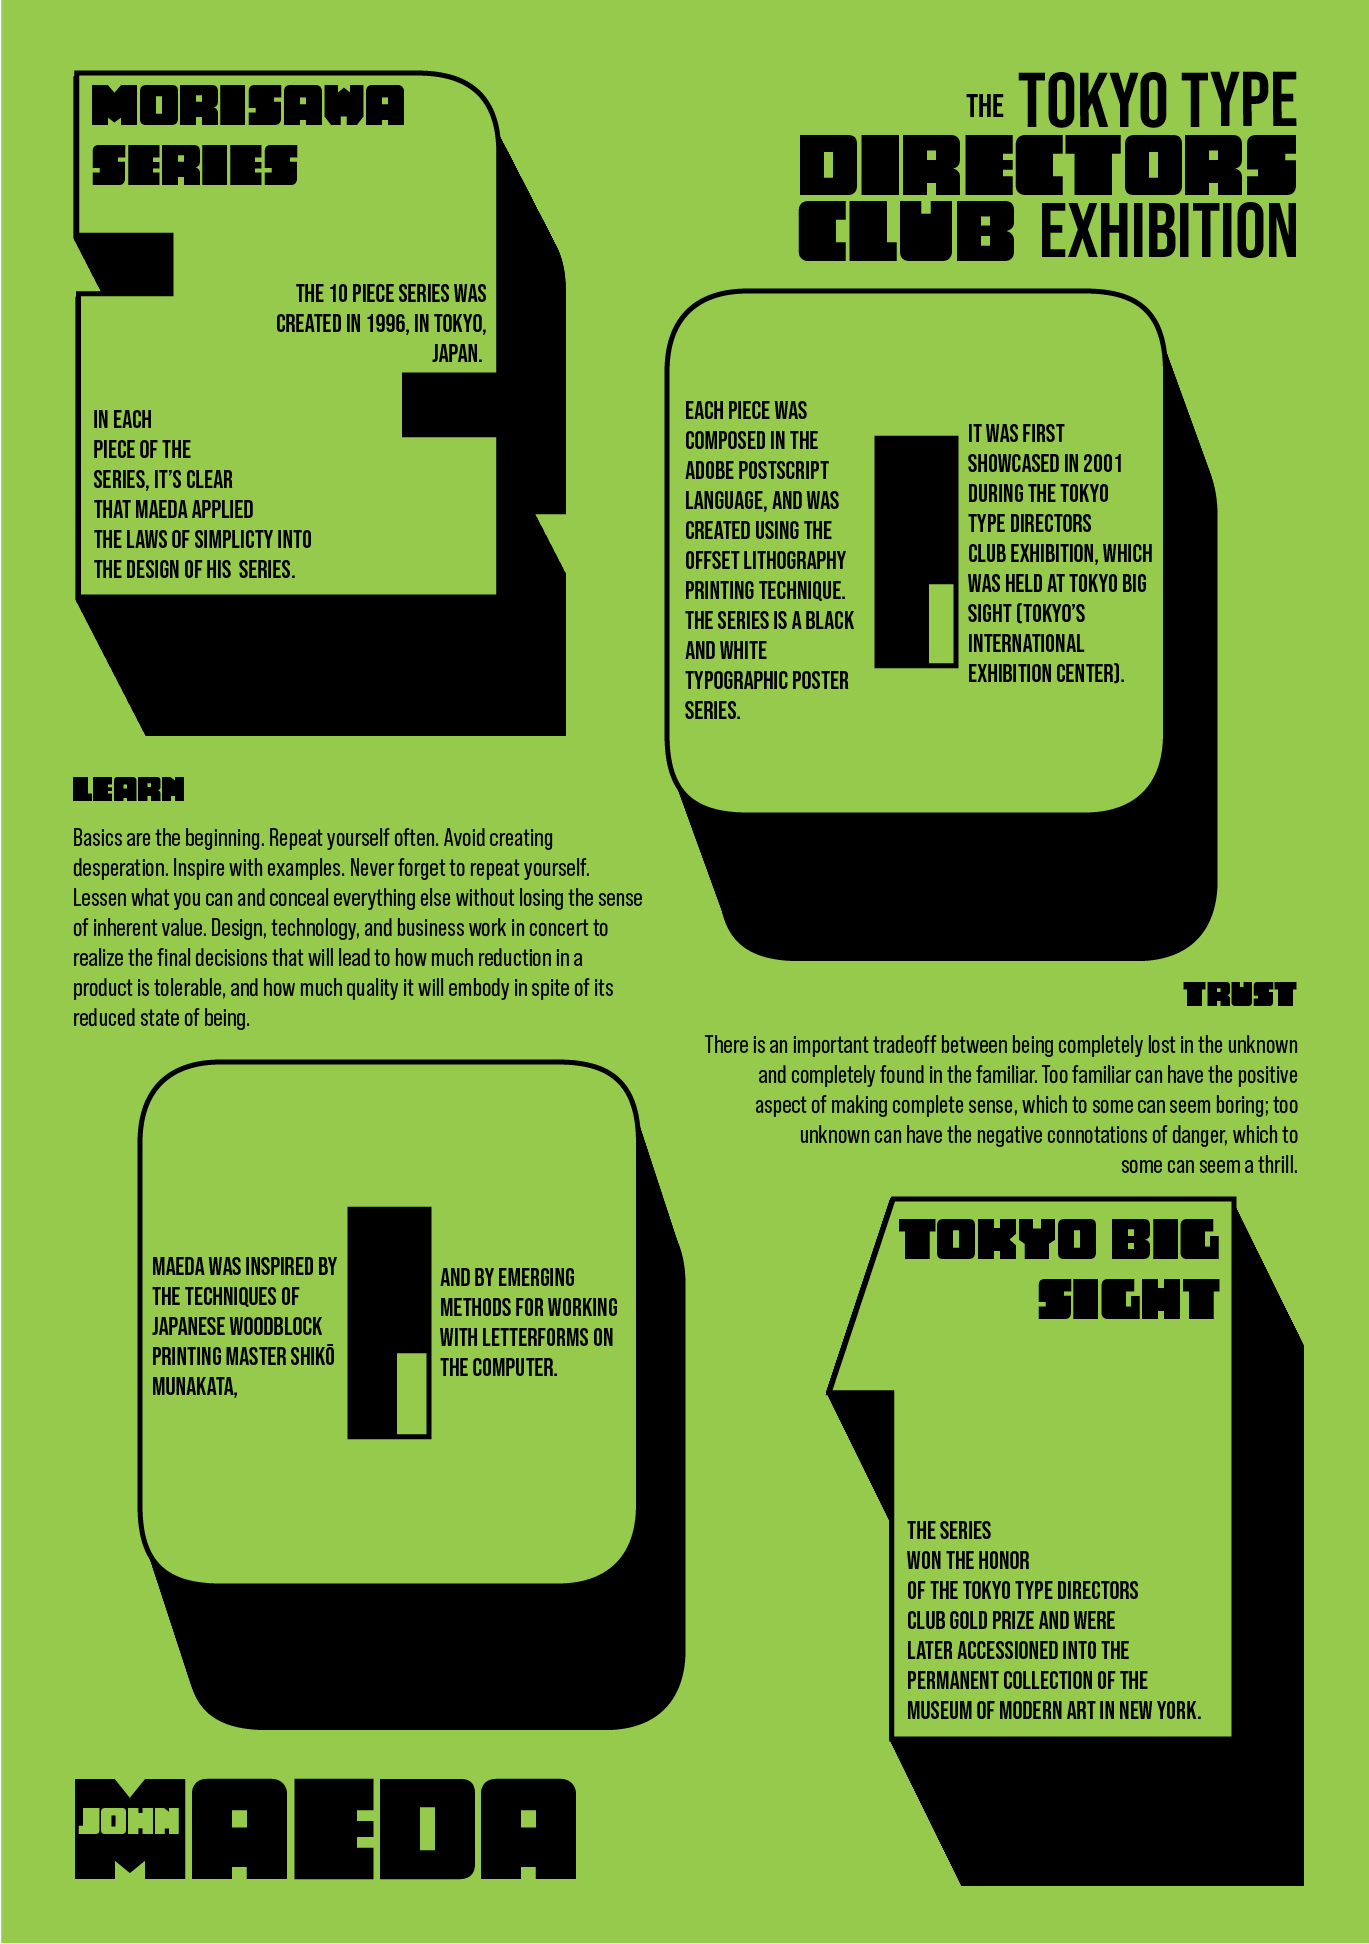 MORISAWA
SERIES
THE 10 PIECE SERIES WAS
CREATED IN 1996, IN TOKYO,
JAPAN.
IN EACH
PIECE OF THE
SERIES, IT’S CLEAR
THAT MAEDA APPLIED
THE LAWS OF SIMPLICTY INTO
THE DESIGN OF HIS SERIES.
THE TOKYO TYPE
DIRECTORS
CLUB EXHIBITION
EACH PIECE WAS
COMPOSED IN THE
ADOBE POSTSCRIPT
LANGUAGE, AND WAS
CREATED USING THE
OFFSET LITHOGRAPHY
PRINTING TECHNIQUE.
THE SERIES IS A BLACK
AND WHITE
TYPOGRAPHIC POSTER
SERIES.
IT WAS FIRST
SHOWCASED IN 2001
DURING THE TOKYO
TYPE DIRECTORS
CLUB EXHIBITION, WHICH
WAS HELD AT TOKYO BIG
SIGHT (TOKYO’S
INTERNATIONAL
EXHIBITION CENTER).
LEARN
Basics are the beginning. Repeat yourself often. Avoid creating
desperation. Inspire with examples. Never forget to repeat yourself.
Lessen what you can and conceal everything else without losing the sense
of inherent value. Design, technology, and business work in concert to
realize the final decisions that will lead to how much reduction in a
product is tolerable, and how much quality it will embody in spite of its
reduced state of being.
TRUST
There is an important tradeoff between being completely lost in the unknown
and completely found in the familiar. Too familiar can have the positive
aspect of making complete sense, which to some can seem boring; too
unknown can have the negative connotations of danger, which to
some can seem a thrill.
MAEDA WAS INSPIRED BY
THE TECHNIQUES OF
JAPANESE WOODBLOCK
PRINTING MASTER SHIKŌ
MUNAKATA,
AND BY EMERGING
METHODS FOR WORKING
WITH LETTERFORMS ON
THE COMPUTER.
TOKYO BIG
SIGHT
THE SERIES
WON THE HONOR
OF THE TOKYO TYPE DIRECTORS
CLUB GOLD PRIZE AND WERE
LATER ACCESSIONED INTO THE
PERMANENT COLLECTION OF THE
MUSEUM OF MODERN ART IN NEW YORK.
JOHN
MAEDA